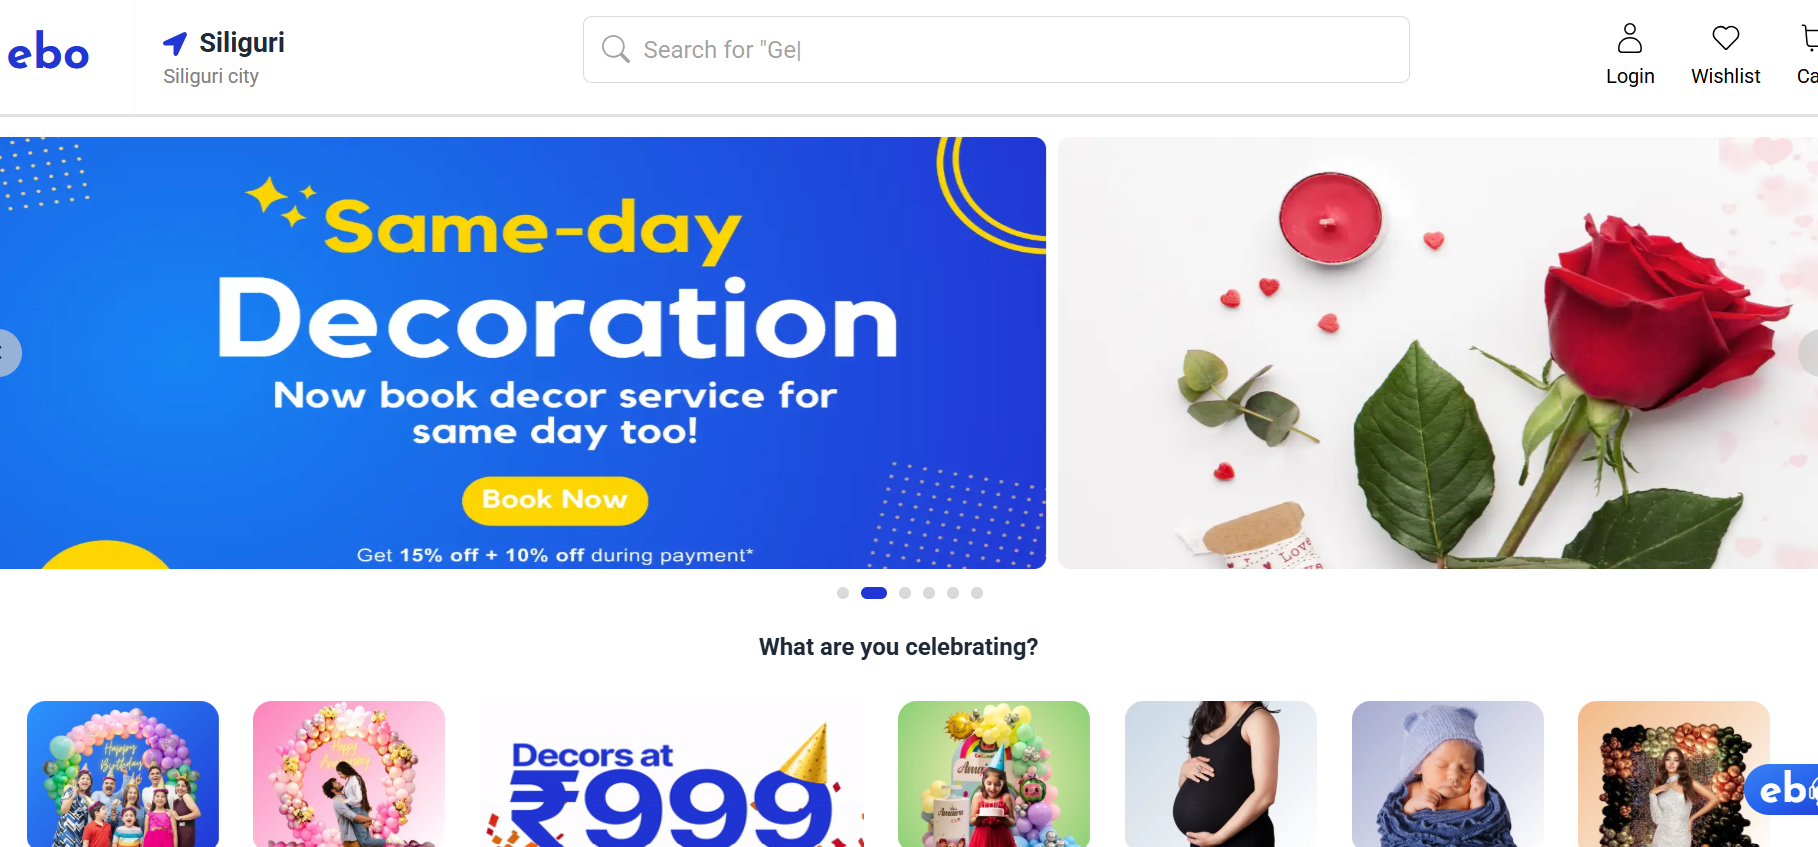 ebo
Siliguri
Siliguri city
Search for "Ge|
Login
Wishlist
Ca
Same-day
Decoration
Now book decor service for
same day too!
Book Now
Get 15% off + 10% off during payment*
Love
What are you celebrating?
Happy
Birthday
Happy
Anniversary
Decors at
₹999
eb